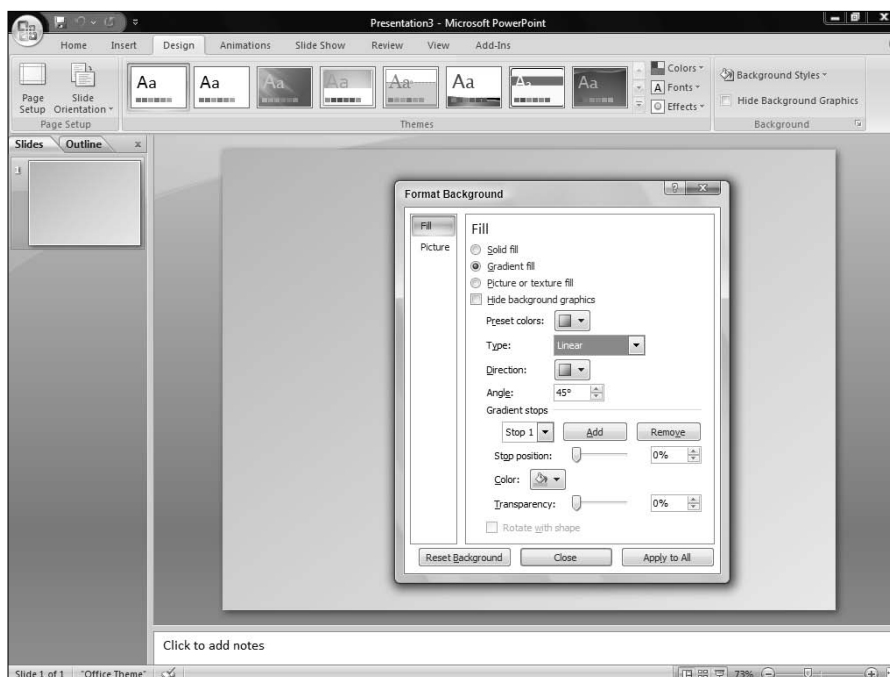 Presentation3 - Microsoft PowerPoint
Home Insert Design Animations Slide Show Review View Add-Ins
Page Setup
Slide Orientation
Aa Aa Aa Aa Aa Aa Aa Aa
Colors
A Fonts
Effects
Background Styles
Hide Background Graphics
Page Setup Themes Background
Slides Outline x
1
Format Background
Fill
Picture
Fill
Solid fill
Gradient fill
Picture or texture fill
Hide background graphics
Preset colors:
Type: Linear
Direction:
Angle: 45°
Gradient stops
Stop 1 Add Remove
Stop position: 0%
Color:
Transparency: 0%
Rotate with shape
Reset Background Close Apply to All
Click to add notes
Slide 1 of 1 "Office Theme" 73%